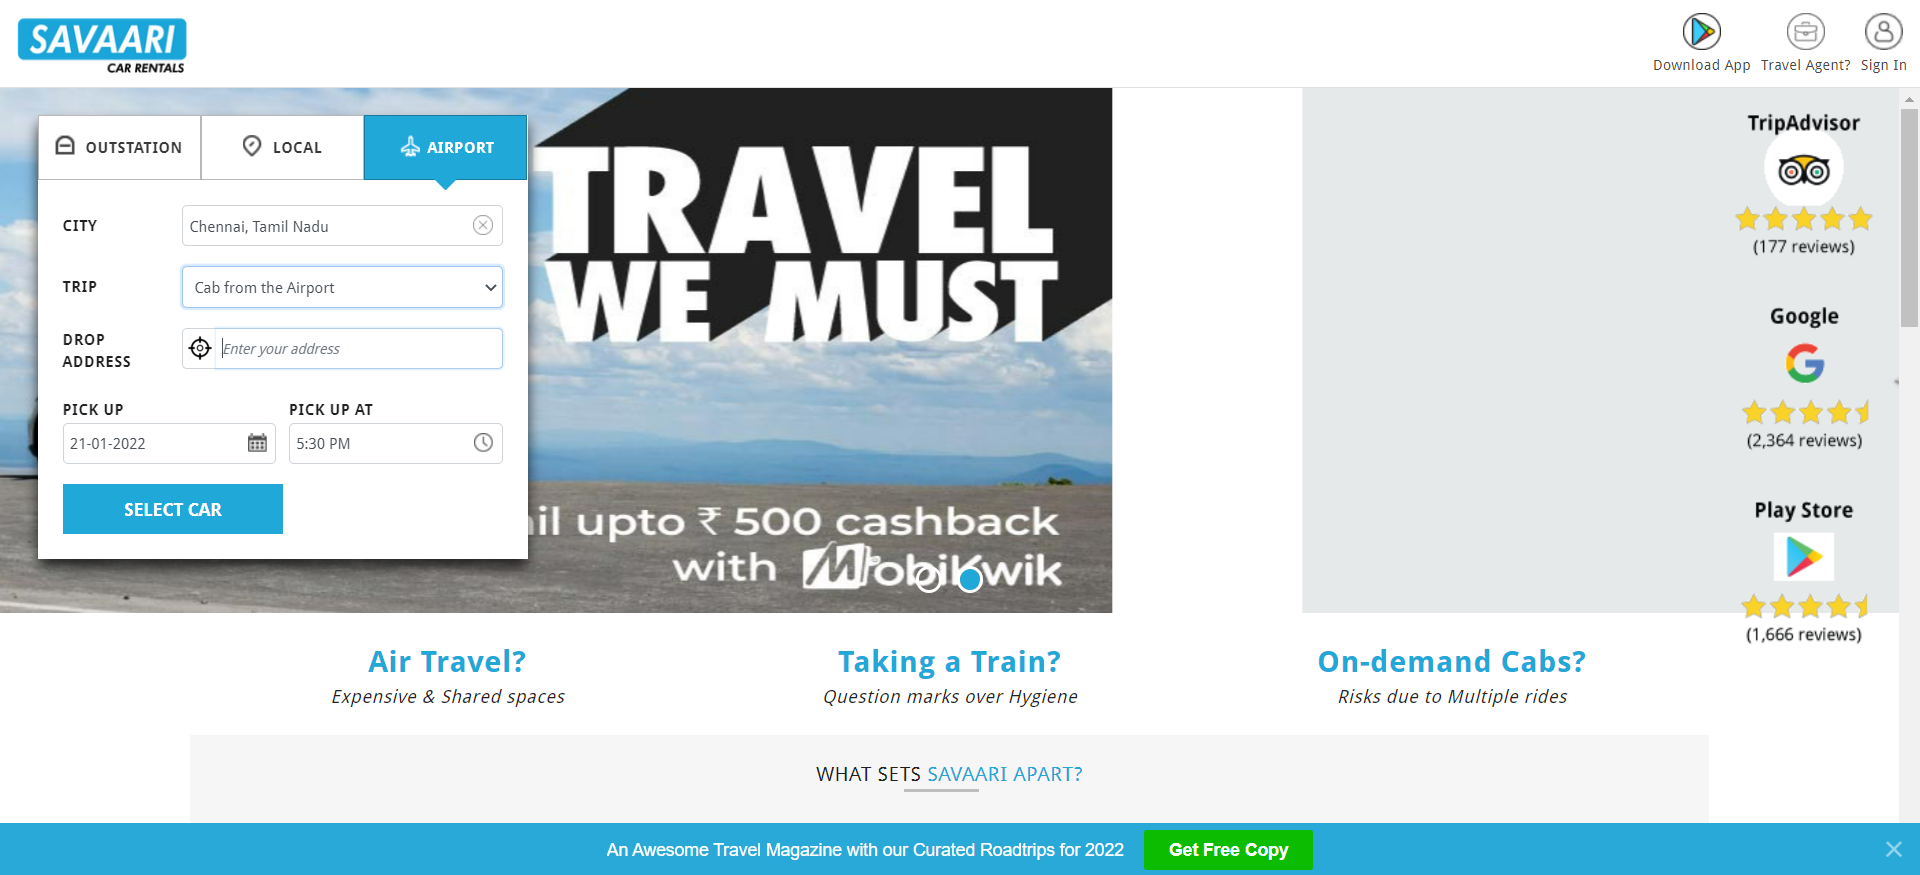 SAVAARI
CAR RENTALS
Download App
Travel Agent?
Sign In
OUTSTATION
LOCAL
AIRPORT
CITY
Chennai, Tamil Nadu
TRIP
Cab from the Airport
DROP
ADDRESS
Enter your address
PICK UP
PICK UP AT
21-01-2022
5:30 PM
SELECT CAR
TRAVEL
WE MUST
upto ₹ 500 cashback
with MobiKwik
TripAdvisor
(177 reviews)
Google
G
(2,364 reviews)
Play Store
(1,666 reviews)
Air Travel?
Expensive & Shared spaces
Taking a Train?
Question marks over Hygiene
On-demand Cabs?
Risks due to Multiple rides
WHAT SETS SAVAARI APART?
An Awesome Travel Magazine with our Curated Roadtrips for 2022
Get Free Copy